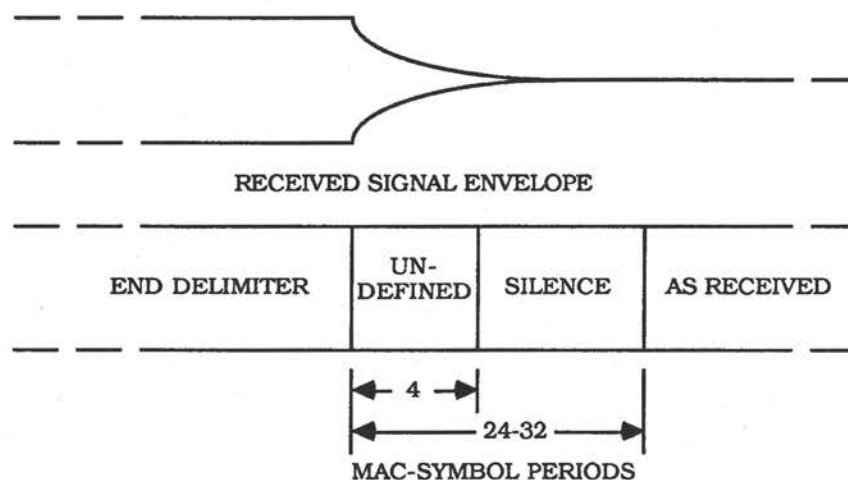 RECEIVED SIGNAL ENVELOPE
END DELIMITER
UN-
DEFINED
SILENCE
AS RECEIVED
4
24-32
MAC-SYMBOL PERIODS